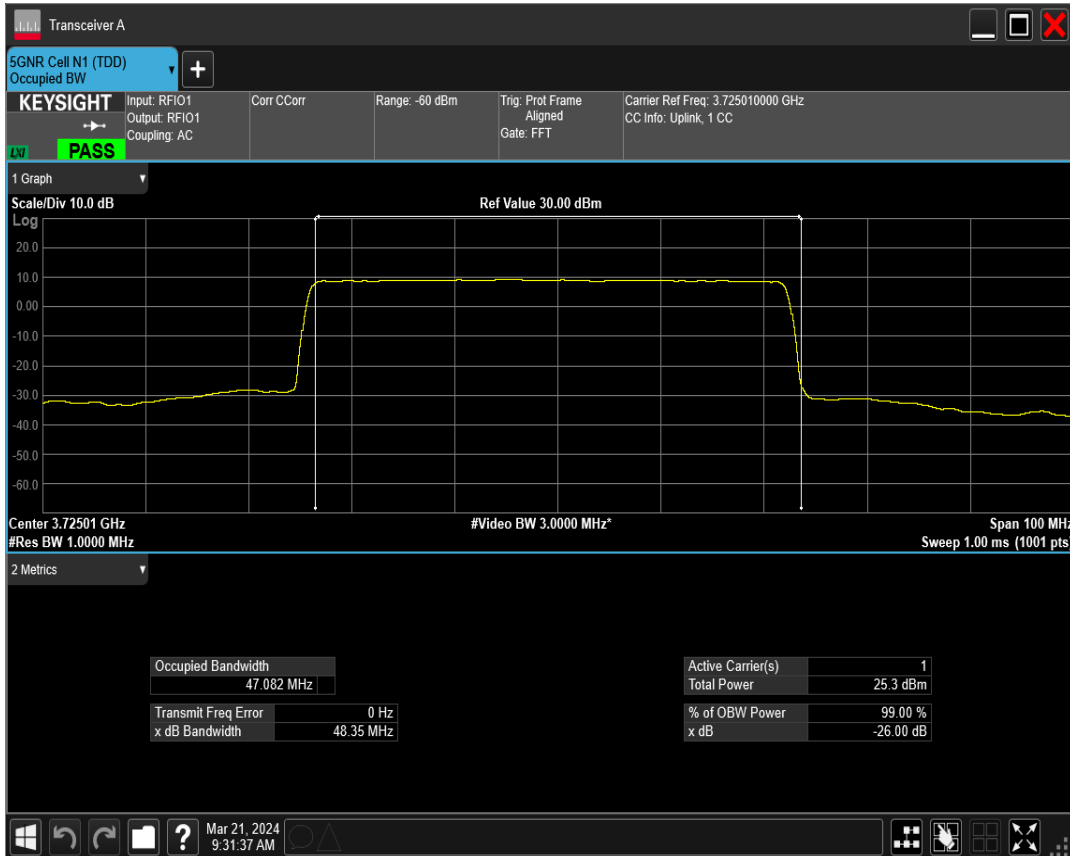 Transceiver A
5GNR Cell N1 (TDD)
Occupied BW
+
KEYSIGHT
LXI
PASS
Input: RFIO1
Output: RFIO1
Coupling: AC
Corr CCorr
Range: -60 dBm
Trig: Prot Frame
Aligned
Gate: FFT
Carrier Ref Freq: 3.725010000 GHz
CC Info: Uplink, 1 CC
1 Graph
Scale/Div 10.0 dB
Ref Value 30.00 dBm
Log
20.0
10.0
0.00
-10.0
-20.0
-30.0
-40.0
-50.0
-60.0
Center 3.72501 GHz
#Video BW 3.0000 MHz*
Span 100 MHz
#Res BW 1.0000 MHz
Sweep 1.00 ms (1001 pts)
2 Metrics
Occupied Bandwidth
47.082 MHz
Transmit Freq Error 0 Hz
x dB Bandwidth 48.35 MHz
Active Carrier(s) 1
Total Power 25.3 dBm
% of OBW Power 99.00 %
x dB -26.00 dB
?
Mar 21, 2024
9:31:37 AM